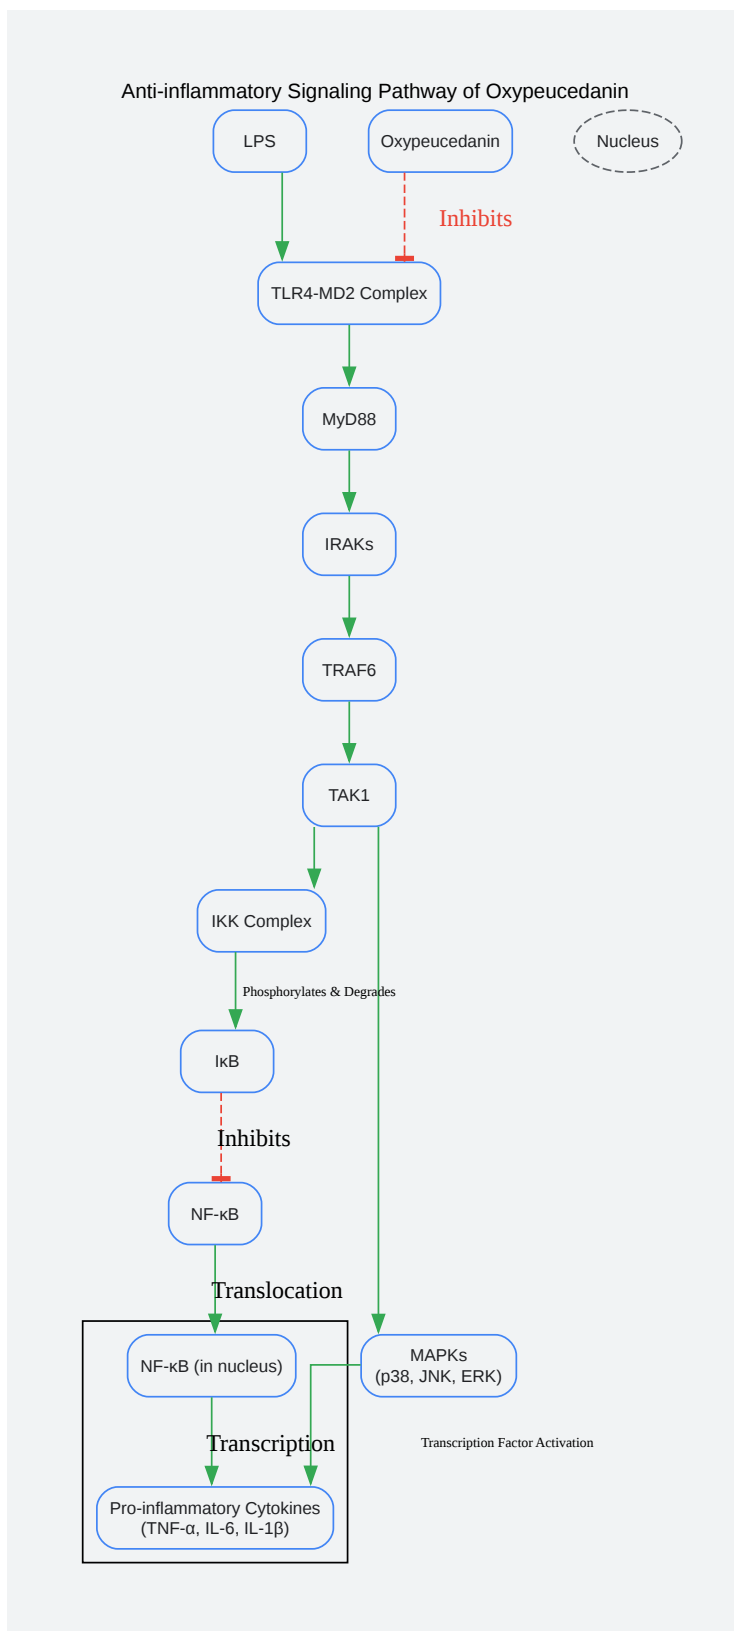 Anti-inflammatory Signaling Pathway of Oxypeucedanin
LPS
Oxypeucedanin
Nucleus
Inhibits
TLR4-MD2 Complex
MyD88
IRAKs
TRAF6
TAK1
IKK Complex
Phosphorylates & Degrades
IκB
Inhibits
NF-κB
Translocation
NF-κB (in nucleus)
MAPKs
(p38, JNK, ERK)
Transcription
Transcription Factor Activation
Pro-inflammatory Cytokines
(TNF-α, IL-6, IL-1β)